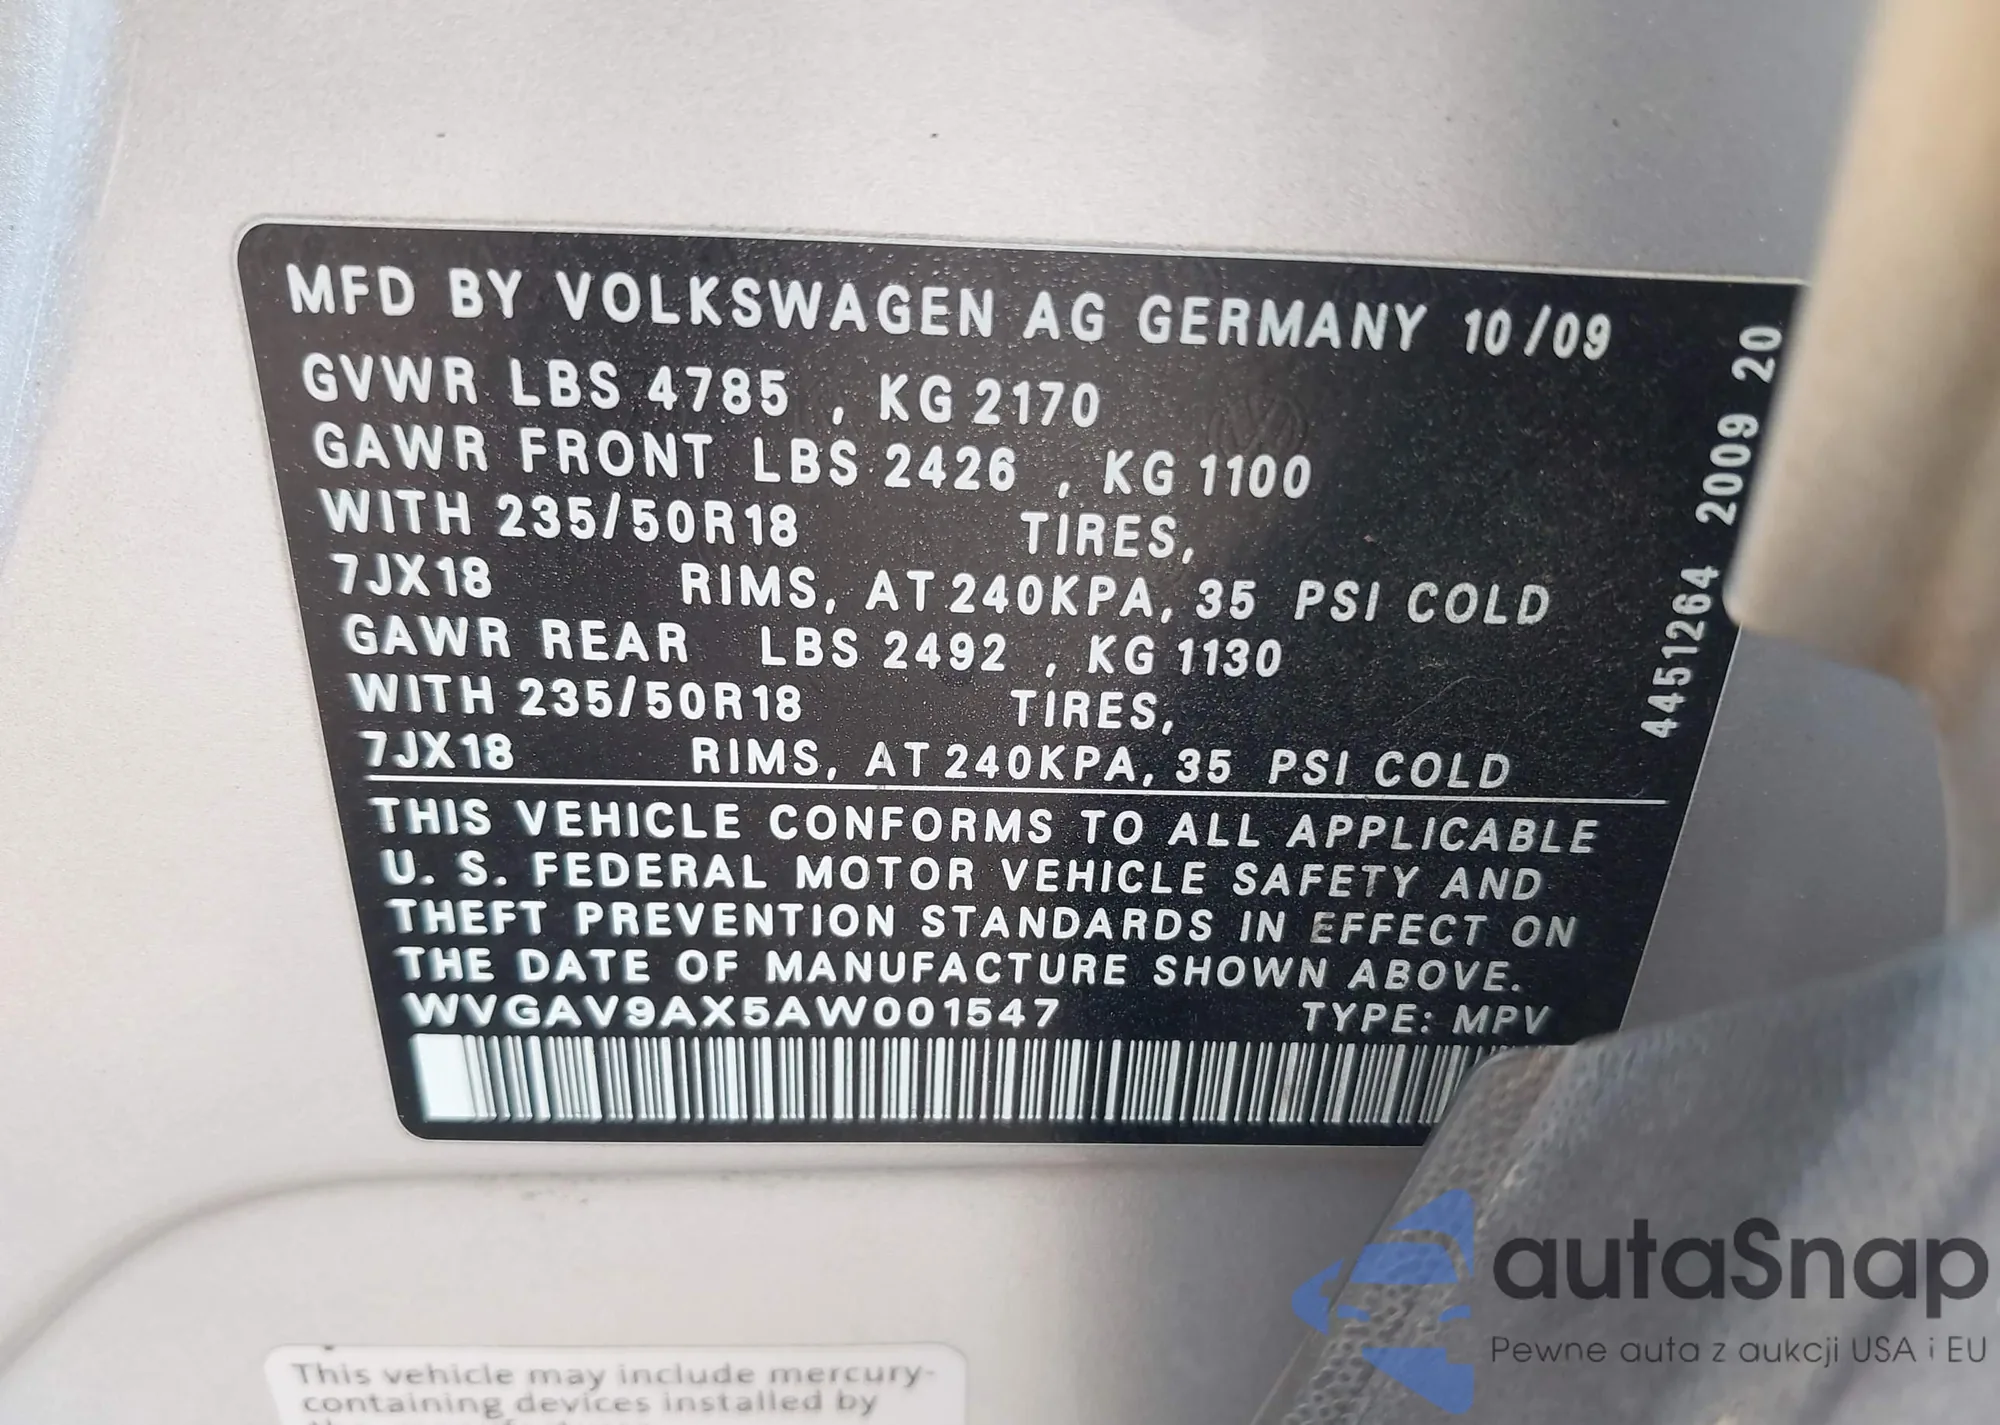 MFD BY VOLKSWAGEN AG GERMANY 10/09
GVWR LBS 4785 , KG 2170
GAWR FRONT LBS 2426 , KG 1100
WITH 235/50R18 TIRES,
7JX18 RIMS, AT 240KPA, 35 PSI COLD
GAWR REAR LBS 2492 , KG 1130
WITH 235/50R18 TIRES,
7JX18 RIMS, AT 240KPA, 35 PSI COLD
THIS VEHICLE CONFORMS TO ALL APPLICABLE
U. S. FEDERAL MOTOR VEHICLE SAFETY AND
THEFT PREVENTION STANDARDS IN EFFECT ON
THE DATE OF MANUFACTURE SHOWN ABOVE.
WVGAV9AX5AW001547 TYPE: MPV
4451264 2009 20
This vehicle may include mercury-
containing devices installed by
autaSnap
Pewne auta z aukcji USA i EU